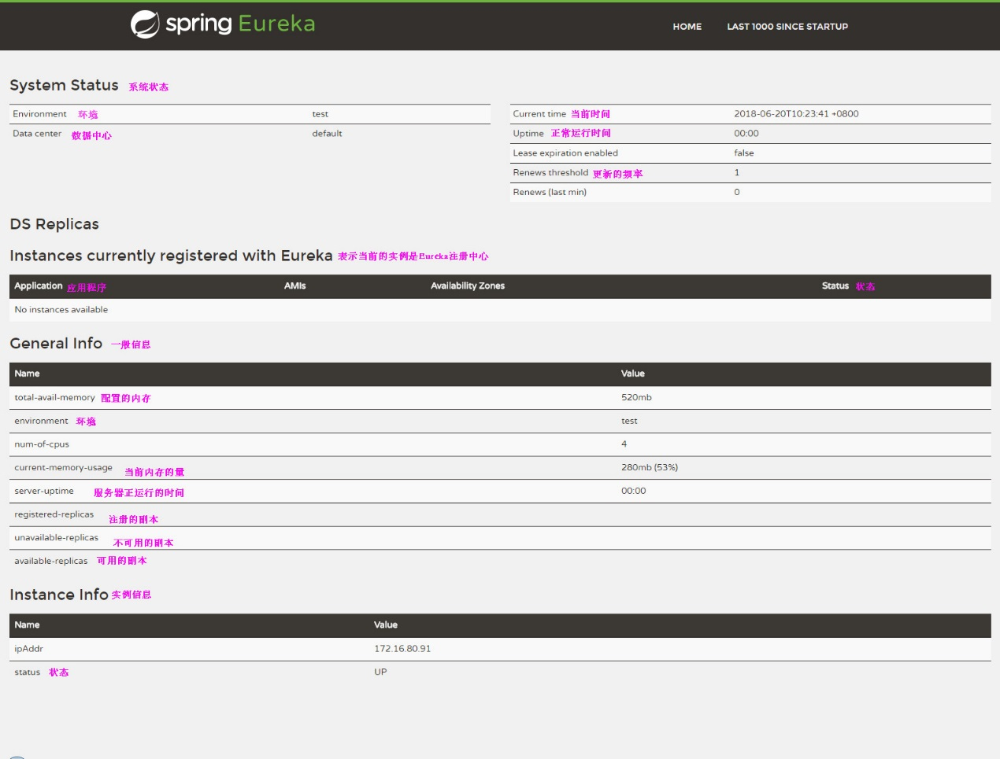 spring Eureka
HOME LAST 1000 SINCE STARTUP
System Status 系统状态
Environment 环境 test
Data center 数据中心 default
Current time 当前时间 2018-06-20T10:23:41 +0800
Uptime 正常运行时间 00:00
Lease expiration enabled false
Renews threshold 更新的频率 1
Renews (last min) 0
DS Replicas
Instances currently registered with Eureka 表示当前的实例是Eureka注册中心
Application 应用程序 AMIs Availability Zones Status 状态
No instances available
General Info 一般信息
Name Value
total-avail-memory 配置的内存 520mb
environment 环境 test
num-of-cpus 4
current-memory-usage 当前内存的量 280mb (53%)
server-uptime 服务器正运行的时间 00:00
registered-replicas 注册的副本
unavailable-replicas 不可用的副本
available-replicas 可用的副本
Instance Info 实例信息
Name Value
ipAddr 172.16.80.91
status 状态 UP